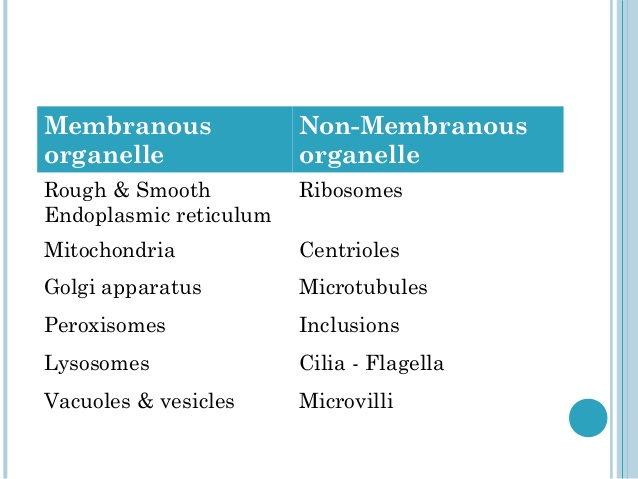 Membranous
organelle
Non-Membranous
organelle
Rough & Smooth
Endoplasmic reticulum
Ribosomes
Mitochondria
Centrioles
Golgi apparatus
Microtubules
Peroxisomes
Inclusions
Lysosomes
Cilia - Flagella
Vacuoles & vesicles
Microvilli